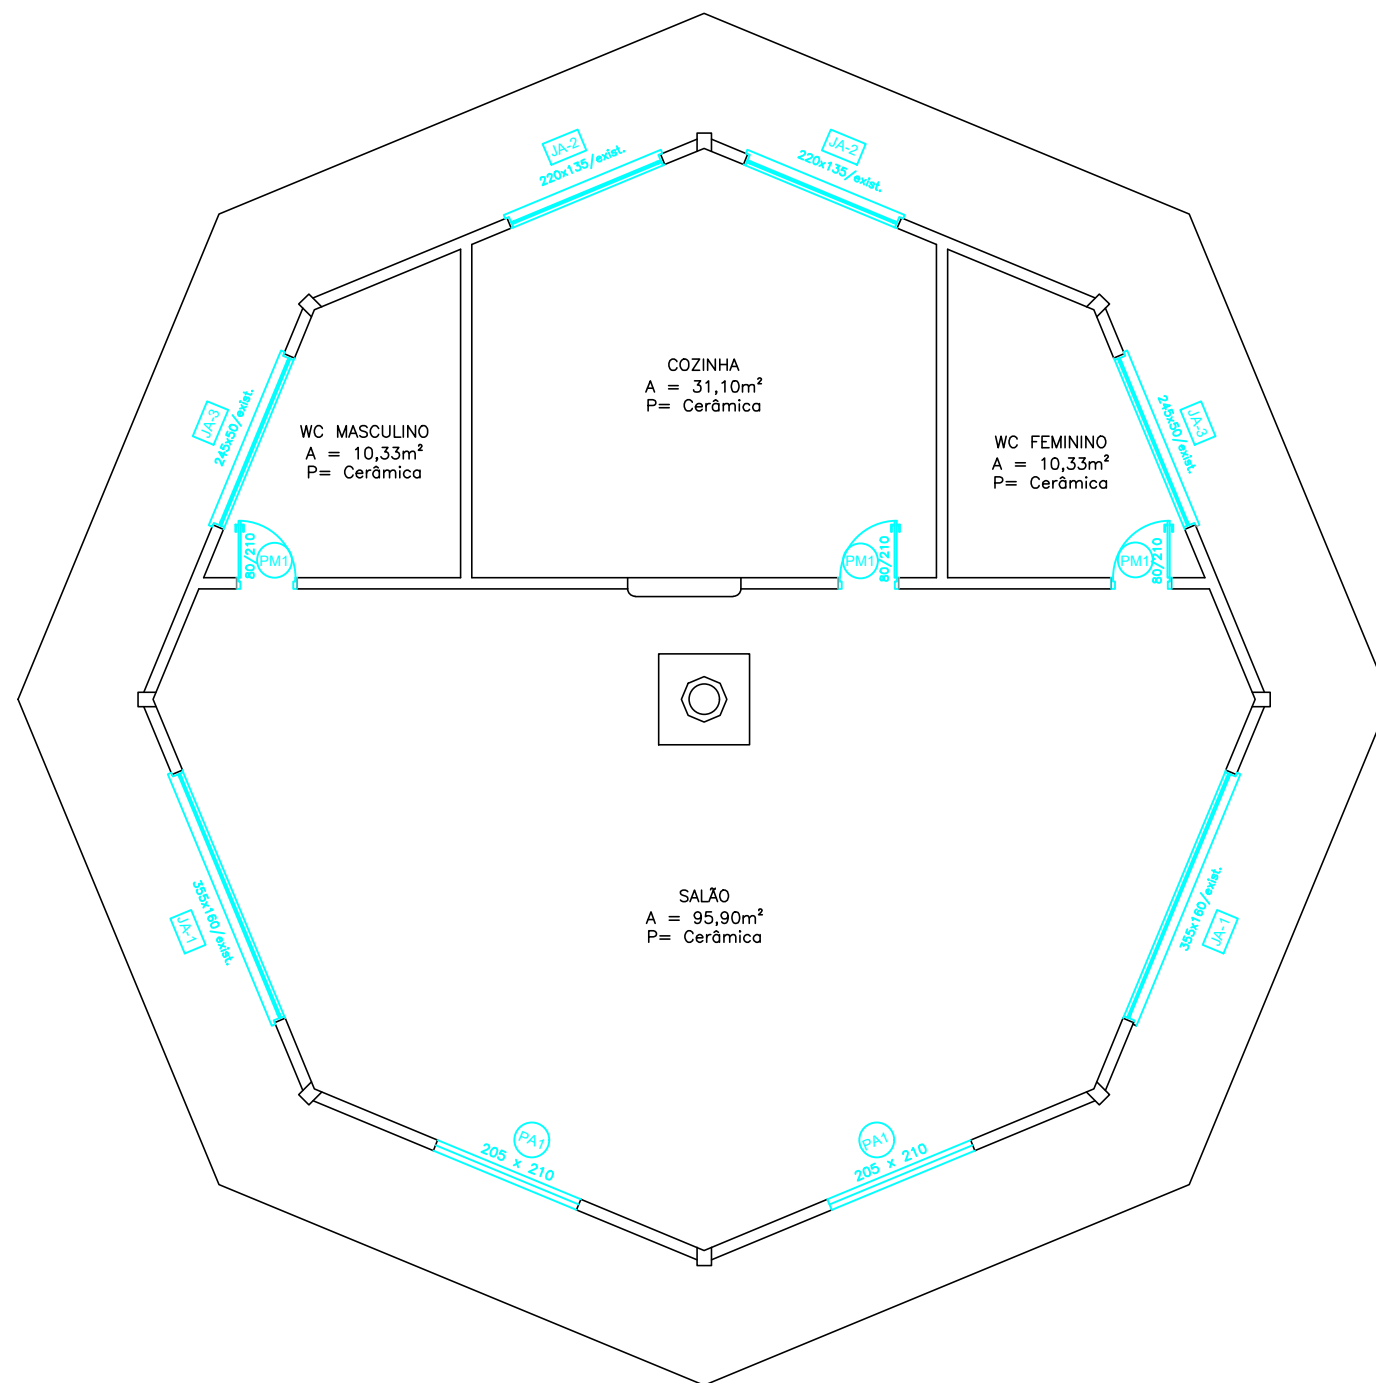 JA-2
220x135/exist.
JA-2
220x135/exist.
COZINHA
A = 31,10m²
P= Cerâmica
JA-3
245x50/exist.
WC MASCULINO
A = 10,33m²
P= Cerâmica
WC FEMININO
A = 10,33m²
P= Cerâmica
JA-3
245x50/exist.
80/210
PM1
PM1
80/210
PM1
80/210
SALÃO
A = 95,90m²
P= Cerâmica
JA-1
355x160/exist.
355x160/exist.
JA-1
PA1
205 x 210
PA1
205 x 210